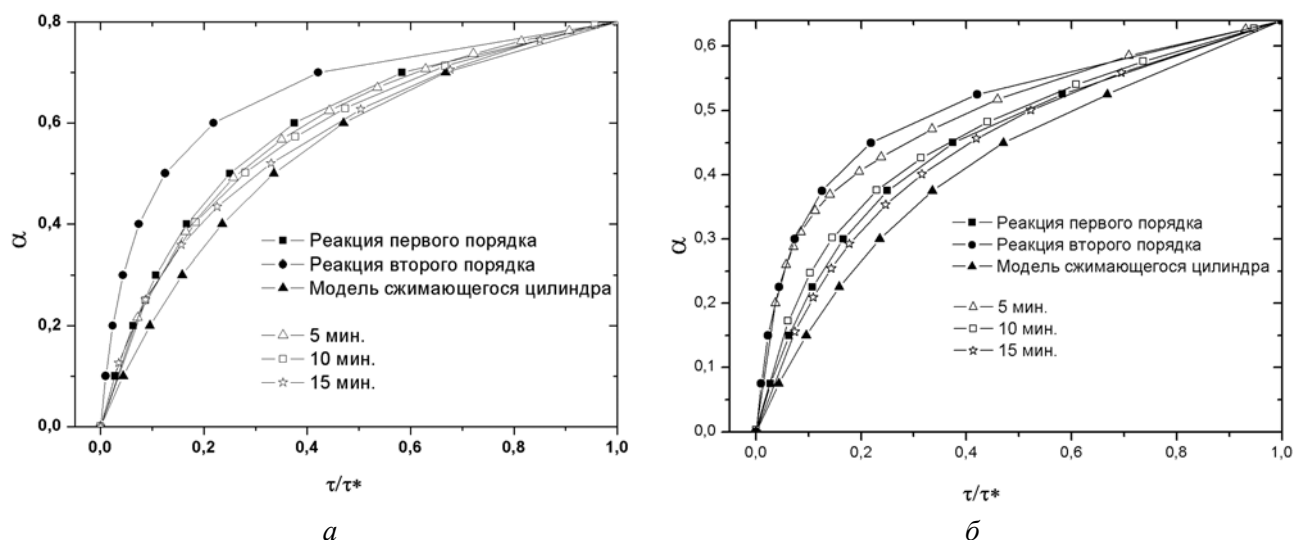 0,8
0,6
0,4
0,2
0,0
α
0,0 0,2 0,4 0,6 0,8 1,0
τ/τ*
Реакция первого порядка
Реакция второго порядка
Модель сжимающегося цилиндра
5 мин.
10 мин.
15 мин.
а
0,6
0,5
0,4
0,3
0,2
0,1
0,0
α
0,0 0,2 0,4 0,6 0,8 1,0
τ/τ*
Реакция первого порядка
Реакция второго порядка
Модель сжимающегося цилиндра
5 мин.
10 мин.
15 мин.
б